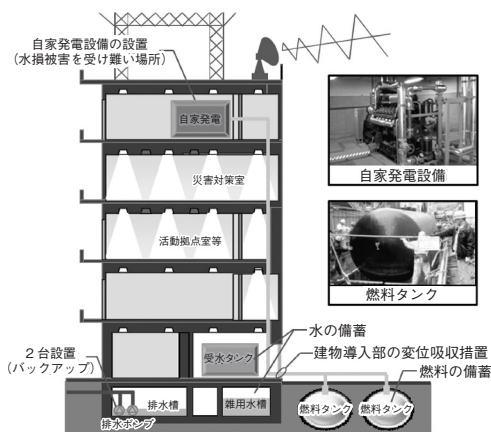 自家発電設備の設置
（水損被害を受け難い場所）
自家発電
災害対策室
活動拠点室等
自家発電設備
燃料タンク
水の備蓄
受水タンク
建物導入部の変位吸収措置
２台設置
（バックアップ）
燃料の備蓄
排水槽
雑用水槽
燃料タンク
燃料タンク
排水ポンプ